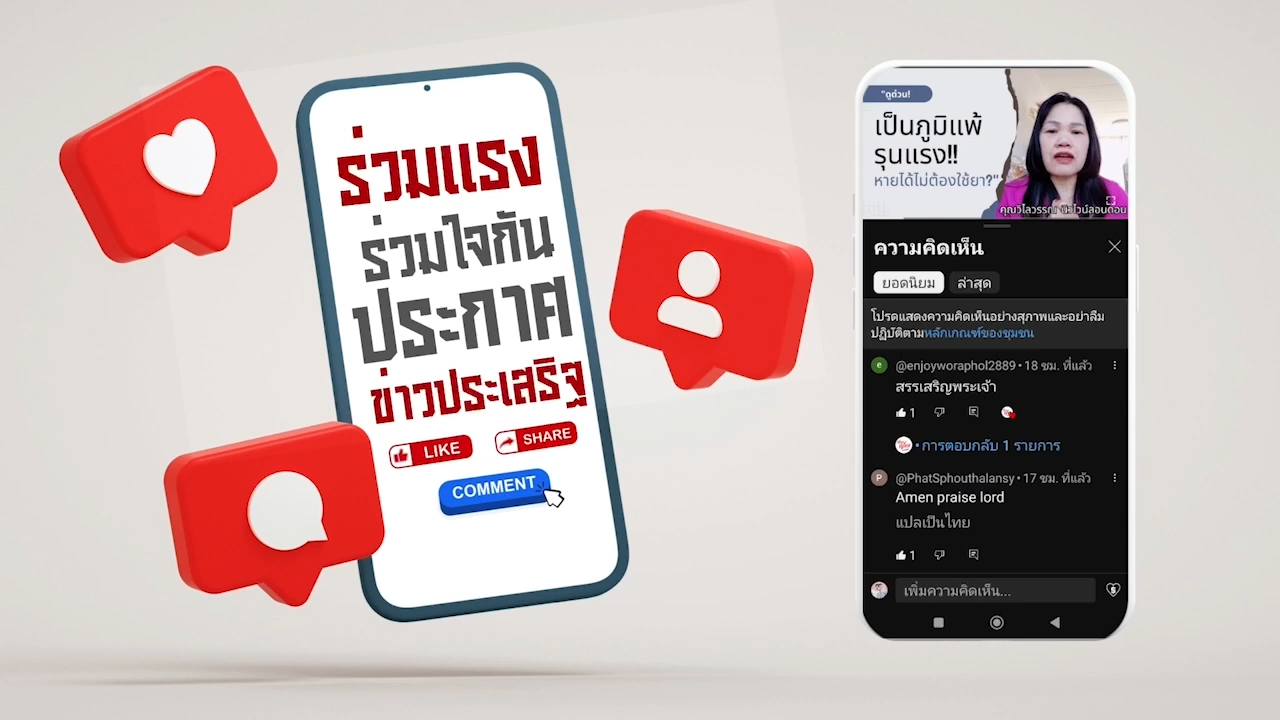 ร่วมแรง
ร่วมใจกัน
ประกาศ
ข่าวประเสริฐ
LIKE
SHARE
COMMENT
"ดูด่วน!
เป็นภูมิแพ้
รุนแรง!!
หายได้ไม่ต้องใช้ยา?"
ความคิดเห็น
ยอดนิยม
ล่าสุด
โปรดแสดงความคิดเห็นอย่างสุภาพและอย่าลืม
ปฏิบัติตามหลักเกณฑ์ของชุมชน
e
@enjoyworaphol2889 • 18 ชม. ที่แล้ว
สรรเสริญพระเจ้า
1
• การตอบกลับ 1 รายการ
P
@PhatSphouthalansy • 17 ชม. ที่แล้ว
Amen praise lord
แปลเป็นไทย
1
เพิ่มความคิดเห็น...